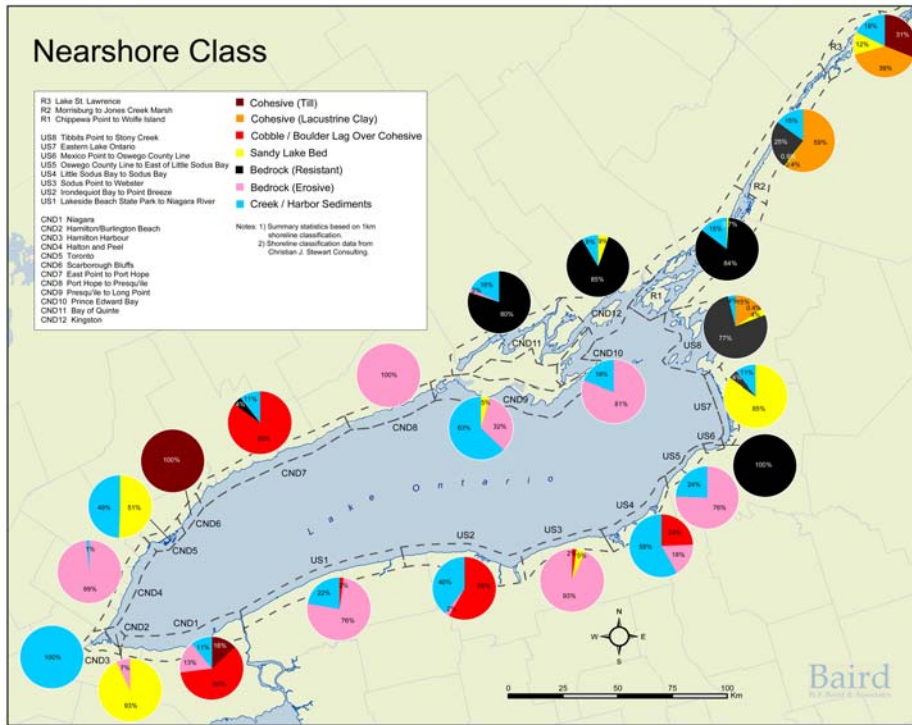 Nearshore Class
R3 Lake St. Lawrence
R2 Morrisburg to Jones Creek Marsh
R1 Chippewa Point to Wolfe Island
US8 Tibbits Point to Stony Creek
US7 Eastern Lake Ontario
US6 Mexico Point to Oswego County Line
US5 Oswego County Line to East of Little Sodus Bay
US4 Little Sodus Bay to Sodus Bay
US3 Sodus Point to Webster
US2 Irondequiot Bay to Point Breeze
US1 Lakeside Beach State Park to Niagara River
CND1 Niagara
CND2 Hamilton/Burlington Beach
CND3 Hamilton Harbour
CND4 Halton and Peel
CND5 Toronto
CND6 Scarborough Bluffs
CND7 East Point to Port Hope
CND8 Port Hope to Presqu'ile
CND9 Presqu'ile to Long Point
CND10 Prince Edward Bay
CND11 Bay of Quinte
CND12 Kingston
Cohesive (Till)
Cohesive (Lacustrine Clay)
Cobble / Boulder Lag Over Cohesive
Sandy Lake Bed
Bedrock (Resistant)
Bedrock (Erosive)
Creek / Harbor Sediments
Notes: 1) Summary statistics based on 1km
shoreline classification.
2) Shoreline classification data from
Christian J. Stewart Consulting.
31%
12%
R3
15%
59%
25%
R2
15%
84%
85%
80%
R1
CND12
CND11
CND10
77%
US8
100%
CND8
CND9
5%
32%
63%
81%
11%
85%
US7
US6
11%
CND7
100%
100%
US5
24%
76%
49%
51%
CND6
CND5
Lake Ontario
US4
18%
1%
99%
CND4
US1
US2
US3
22%
76%
40%
93%
CND2
CND1
CND3
100%
7%
93%
13%
11%
N
W
E
S
0
25
50
100
Km
Baird